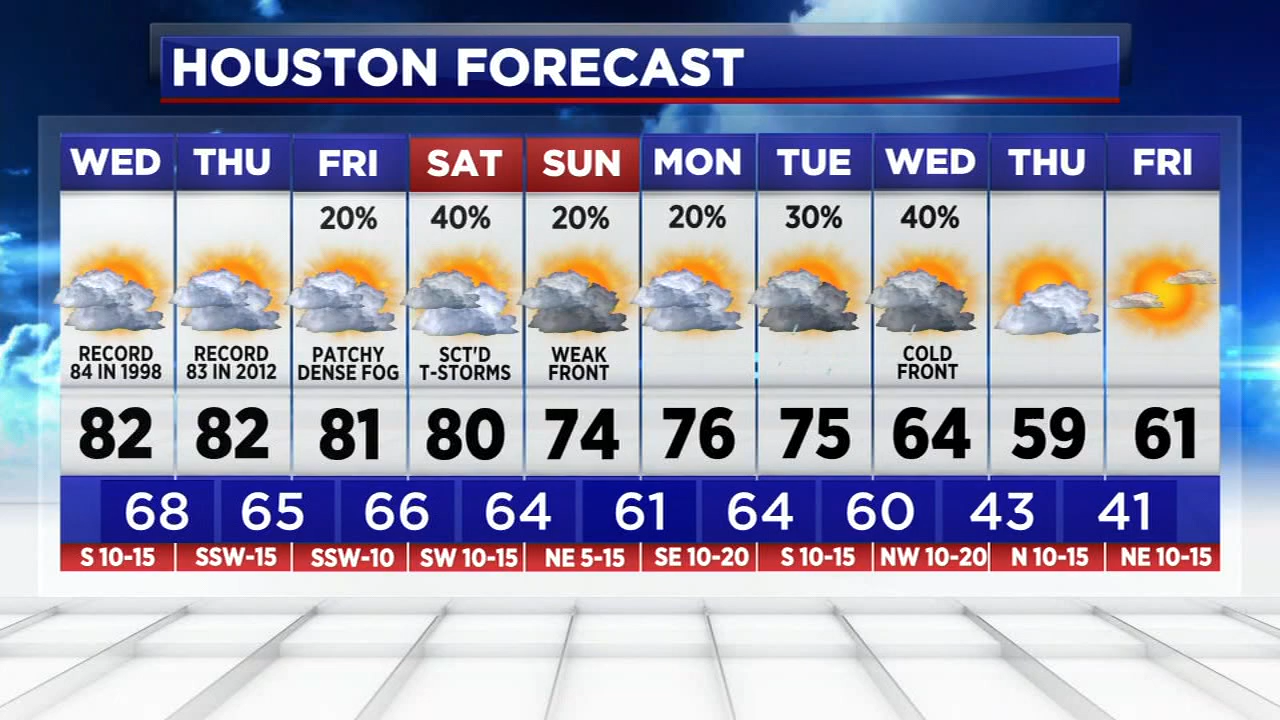 HOUSTON FORECAST
WED THU FRI SAT SUN MON TUE WED THU FRI
20% 40% 20% 20% 30% 40%
RECORD RECORD PATCHY SCT'D WEAK COLD
84 IN 1998 83 IN 2012 DENSE FOG T-STORMS FRONT FRONT
82 82 81 80 74 76 75 64 59 61
68 65 66 64 61 64 60 43 41
S 10-15 SSW-15 SSW-10 SW 10-15 NE 5-15 SE 10-20 S 10-15 NW 10-20 N 10-15 NE 10-15